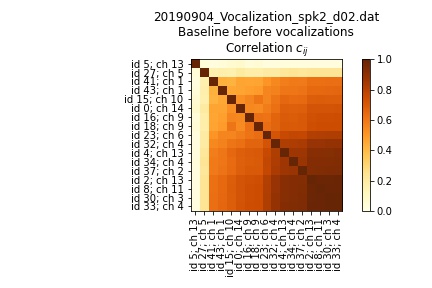 20190904_Vocalization_spk2_d02.dat
Baseline before vocalizations
Correlation c_ij
id 5; ch 13
id 27; ch 5
id 41; ch 1
id 43; ch 1
id 15; ch 10
id 0; ch 14
id 16; ch 9
id 18; ch 9
id 23; ch 6
id 32; ch 4
id 4; ch 13
id 34; ch 4
id 37; ch 2
id 2; ch 13
id 8; ch 11
id 30; ch 3
id 33; ch 4
1.0
0.8
0.6
0.4
0.2
0.0
id 5; ch 13
id 27; ch 5
id 41; ch 1
id 43; ch 1
id 15; ch 10
id 0; ch 14
id 16; ch 9
id 18; ch 9
id 23; ch 6
id 32; ch 4
id 4; ch 13
id 34; ch 4
id 37; ch 2
id 2; ch 13
id 8; ch 11
id 30; ch 3
id 33; ch 4